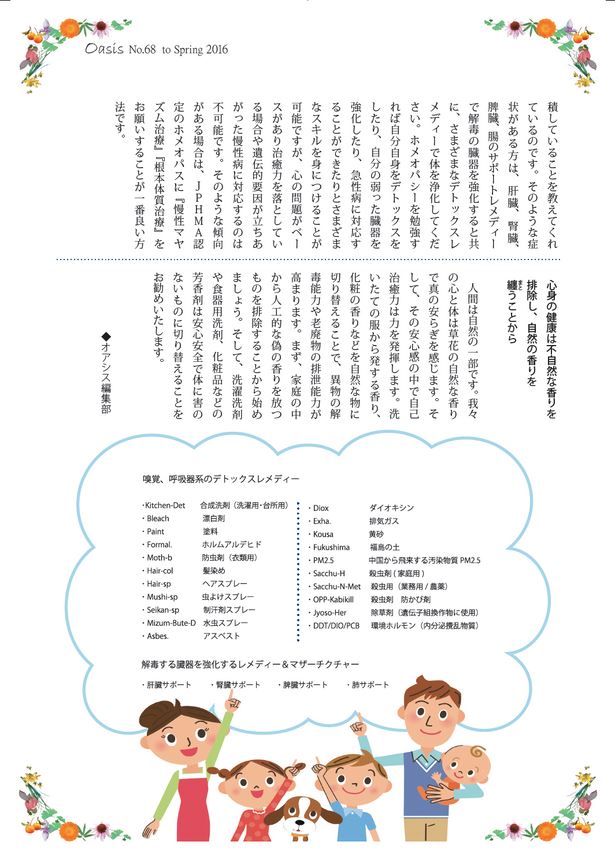 Oasis No.68 to Spring 2016
積していることを教えてくれ
ているのです。そのような症
状がある方は、肝臓、腎臓、
脾臓、腸のサポートレメディー
で解毒の臓器を強化すると共
に、さまざまなデトックスレ
メディーで体を浄化してくだ
さい。ホメオパシーを勉強す
れば自分自身をデトックスを
したり、自分の弱った臓器を
強化したり、急性病に対応す
ることができたりとさまざま
なスキルを身につけることが
可能ですが、心の問題がベー
スがあり治癒力を落としてい
る場合や遺伝的要因が立ちあ
がった慢性病に対応するのは
不可能です。そのような傾向
がある場合は、JPHMA認
定のホメオパスに『慢性マヤ
ズム治療』『根本体質治療』を
お願いすることが一番良い方
法です。
心身の健康は不自然な香りを
排除し、自然の香りを
纏うことから
まと
人間は自然の一部です。我々
の心と体は草花の自然な香り
で真の安らぎを感じます。そ
して、その安心感の中で自己
治癒力は力を発揮します。洗
いたての服から発する香り、
化粧の香りなどを自然な物に
切り替えることで、異物の解
毒能力や老廃物の排泄能力が
高まります。まず、家庭の中
から人工的な偽の香りを放つ
ものを排除することから始め
ましょう。そして、洗濯洗剤
や食器用洗剤、化粧品などの
芳香剤は安心安全で体に害の
ないものに切り替えることを
お勧めいたします。
◆オアシス編集部
嗅覚、呼吸器系のデトックスレメディー
・Kitchen-Det 合成洗剤（洗濯用・台所用）
・Bleach 漂白剤
・Paint 塗料
・Formal. ホルムアルデヒド
・Moth-b 防虫剤（衣類用）
・Hair-col 髪染め
・Hair-sp ヘアスプレー
・Mushi-sp 虫よけスプレー
・Seikan-sp 制汗剤スプレー
・Mizum-Bute-D 水虫スプレー
・Asbes. アスベスト
・Diox ダイオキシン
・Exha. 排気ガス
・Kousa 黄砂
・Fukushima 福島の土
・PM2.5 中国から飛来する汚染物質 PM2.5
・Sacchu-H 殺虫剤（家庭用）
・Sacchu-N-Met 殺虫用（業務用 / 農薬）
・OPP-Kabikill 殺虫剤 防かび剤
・Jyoso-Her 除草剤（遺伝子組換作物に使用）
・DDT/DIO/PCB 環境ホルモン（内分泌攪乱物質）
解毒する臓器を強化するレメディー＆マザーチクチャー
・肝臓サポート ・腎臓サポート ・脾臓サポート ・肺サポート